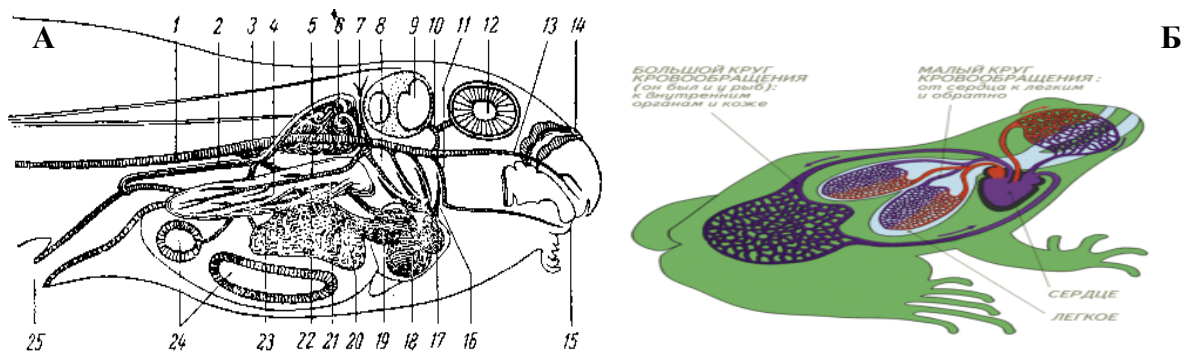 А
1 2 3 4 5 6 7 8 9 10 11 12 13 14
25 24 23 22 21 20 19 18 17 16 15
Б
БОЛЬШОЙ КРУГ
КРОВООБРАЩЕНИЯ
(он был и у рыб):
к внутренним
органам и коже
МАЛЫЙ КРУГ
КРОВООБРАЩЕНИЯ :
от сердца к легким
и обратно
СЕРДЦЕ
ЛЕГКОЕ